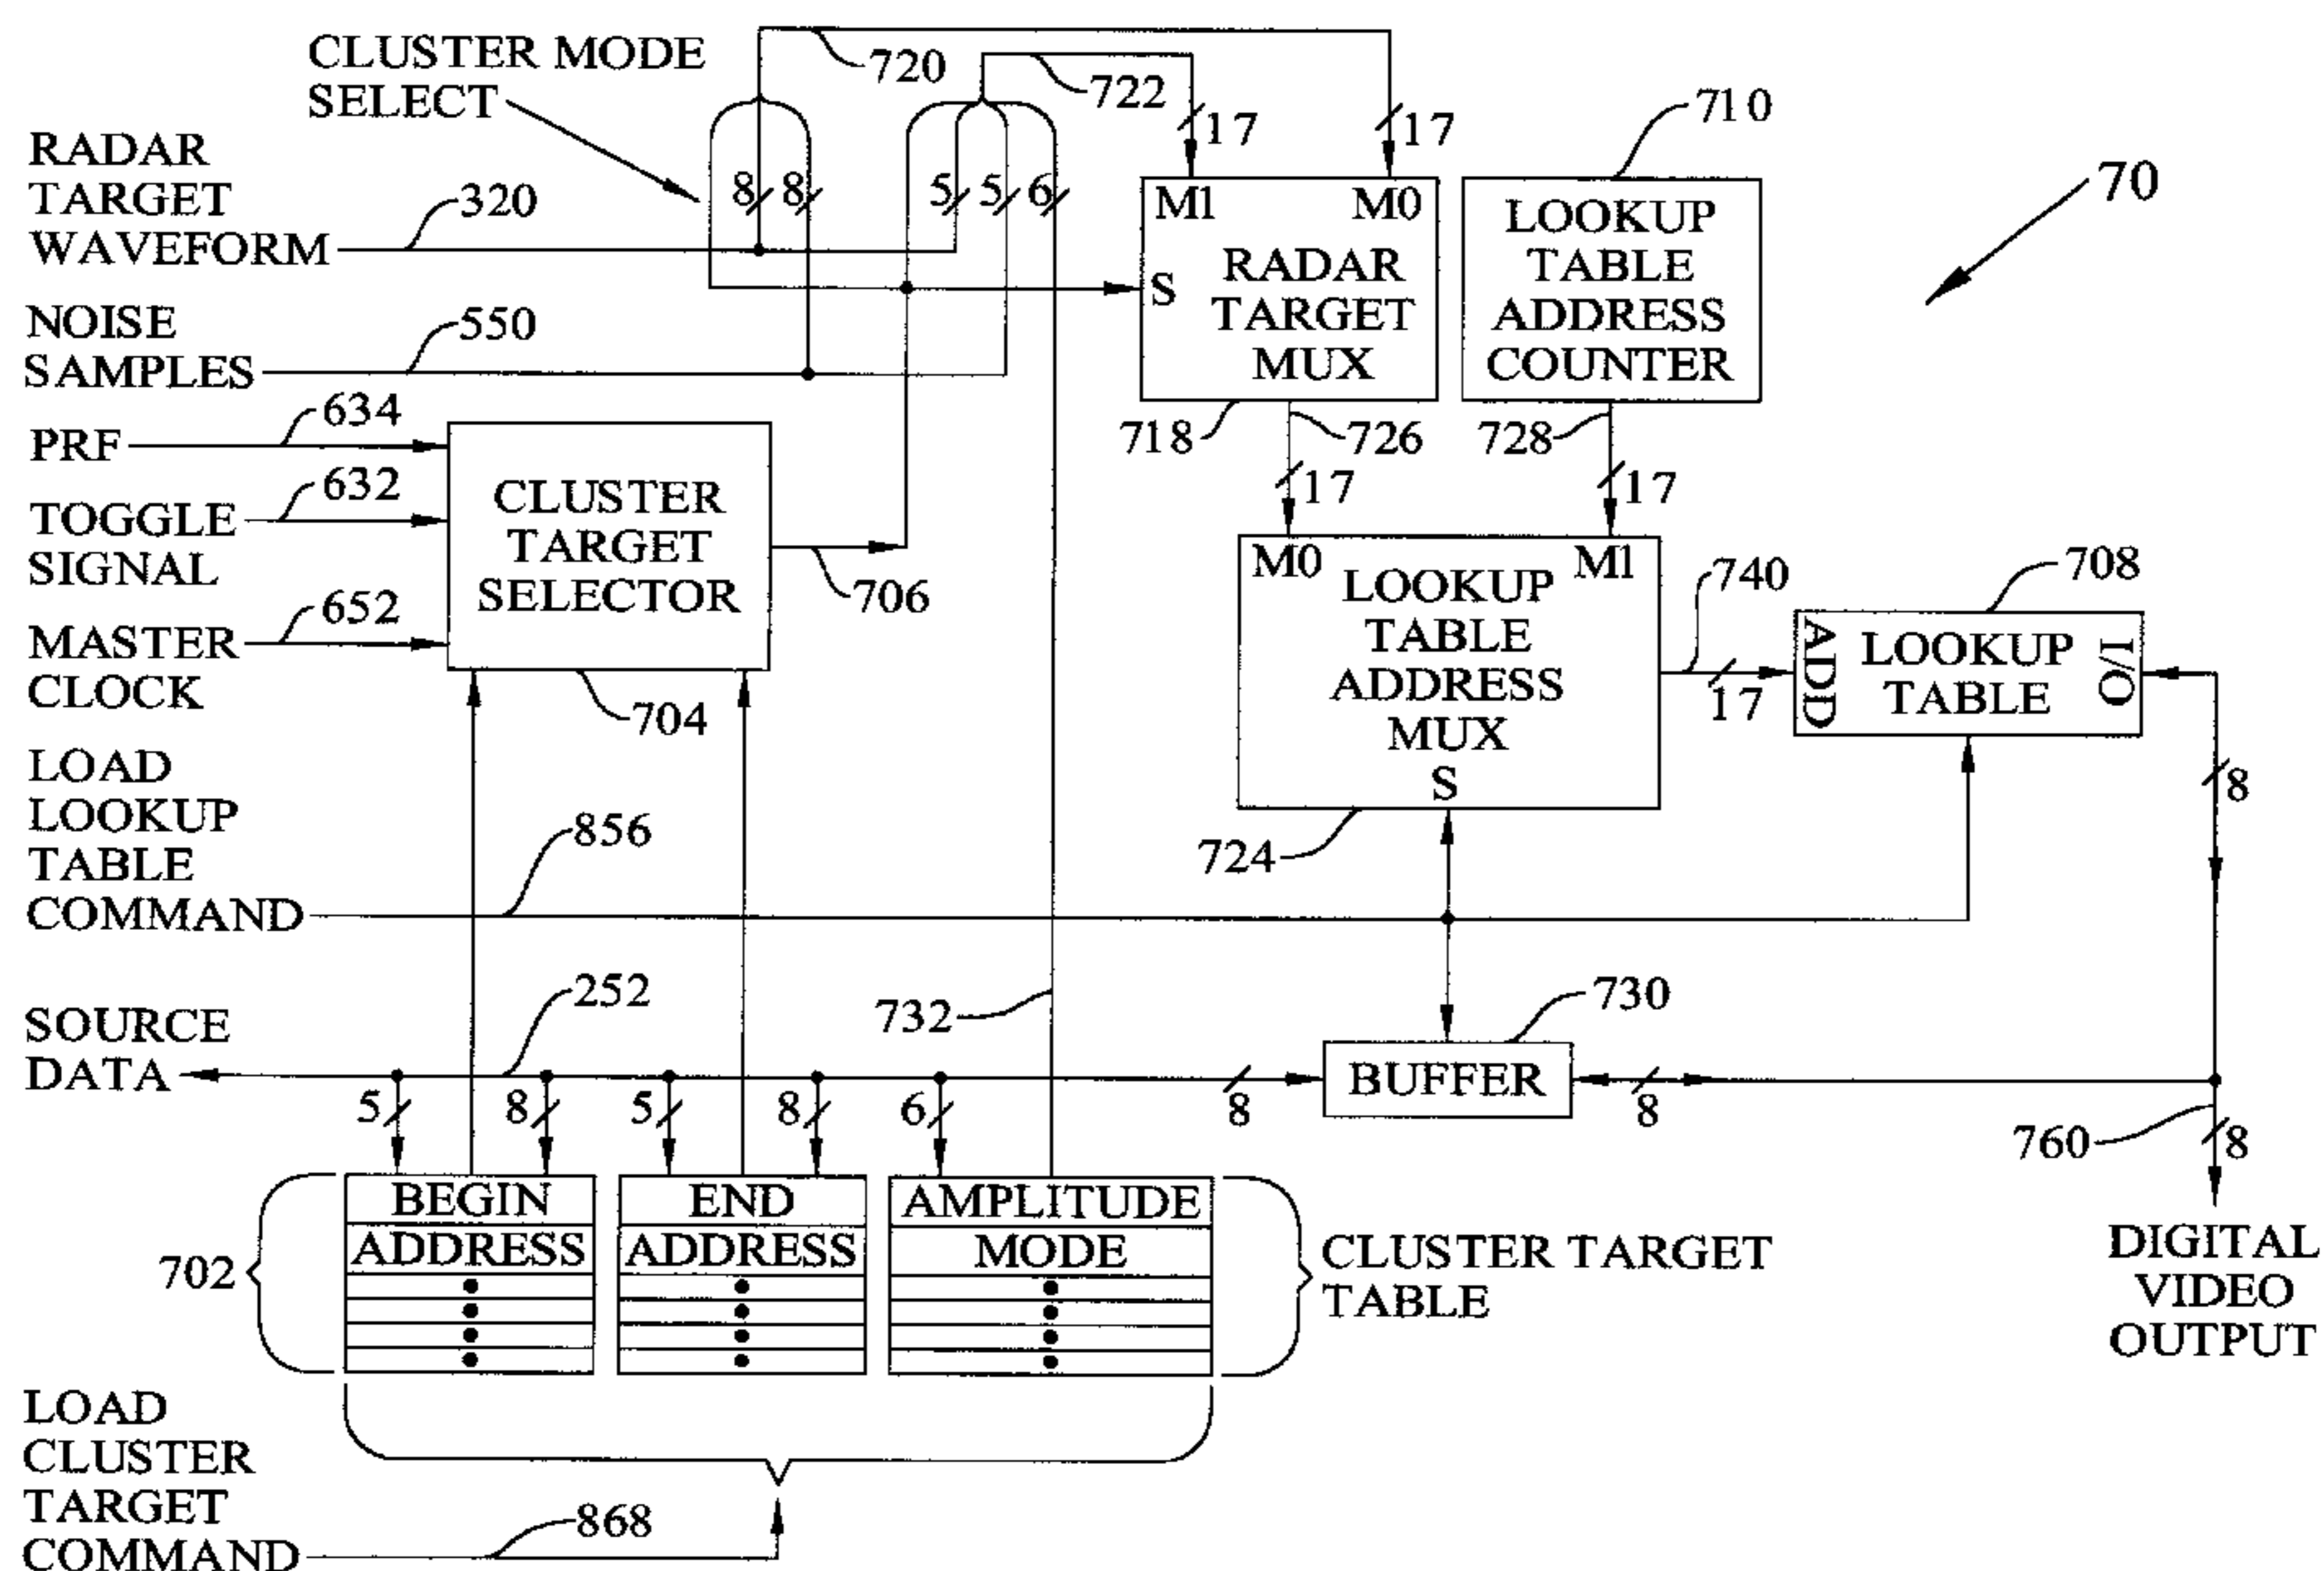 CLUSTER MODE
SELECT
720
722
17
17
710
70
RADAR
TARGET
WAVEFORM
320
8
8
5
5
6
M1
M0
S
RADAR
TARGET
MUX
LOOKUP
TABLE
ADDRESS
COUNTER
NOISE
SAMPLES
550
PRF
634
718
726
728
TOGGLE
SIGNAL
632
17
17
CLUSTER
TARGET
SELECTOR
706
MASTER
CLOCK
652
704
M0
M1
LOOKUP
TABLE
ADDRESS
MUX
S
740
17
708
ADD
LOOKUP
TABLE
I/O
8
LOAD
LOOKUP
TABLE
COMMAND
856
724
SOURCE
DATA
252
732
730
BUFFER
5
8
5
8
6
8
8
760
8
702
BEGIN
ADDRESS
END
ADDRESS
AMPLITUDE
MODE
CLUSTER TARGET
TABLE
DIGITAL
VIDEO
OUTPUT
LOAD
CLUSTER
TARGET
COMMAND
868